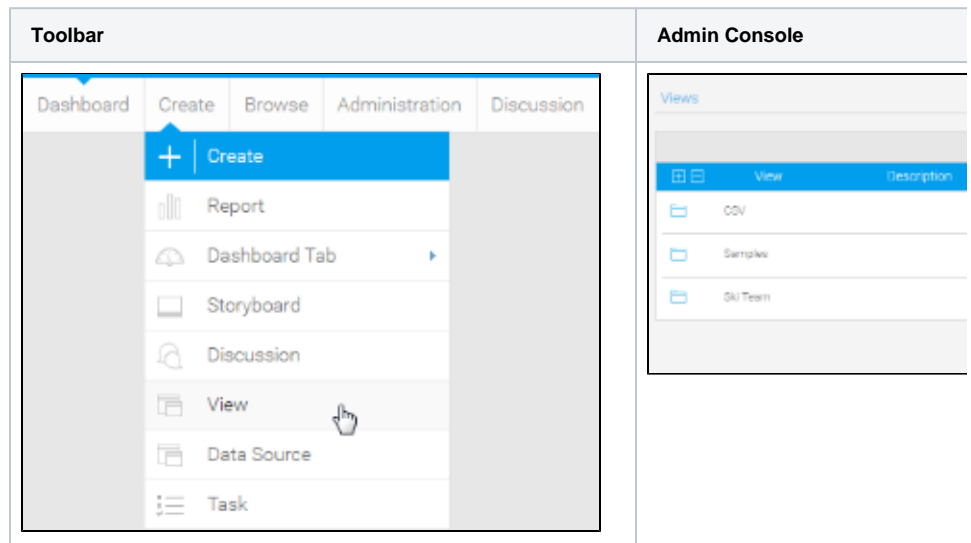 Toolbar
Admin Console
Dashboard Create Browse Administration Discussion
Create
Report
Dashboard Tab
Storyboard
Discussion
View
Data Source
Task
Views
View Description
CSV
Samples
Ski Team